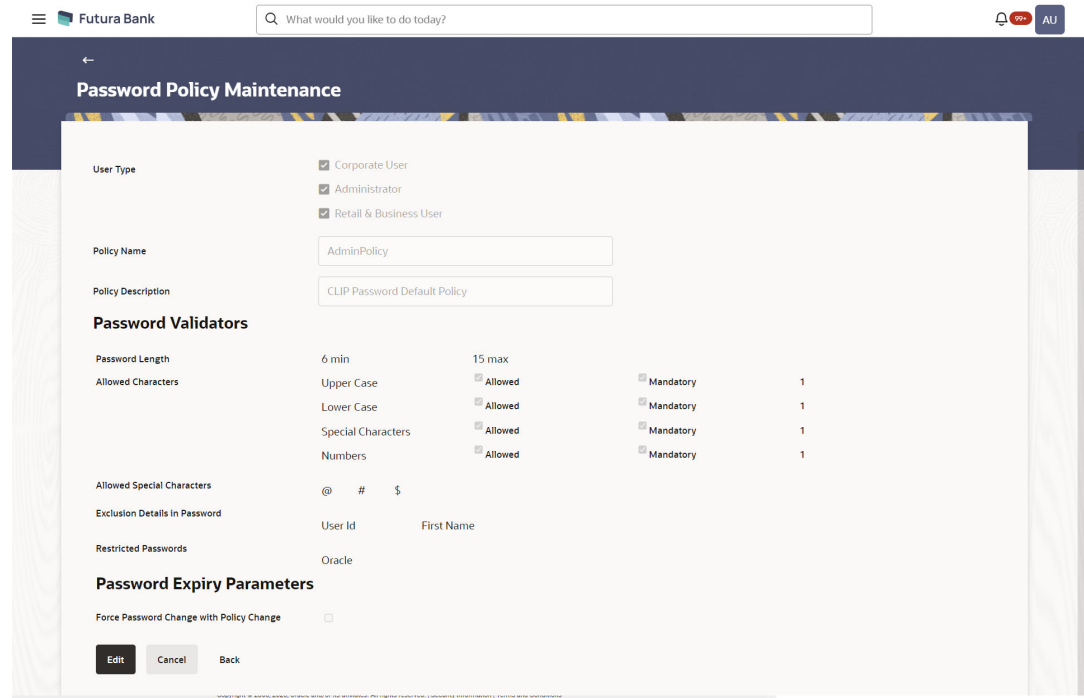 Futura Bank
What would you like to do today?
99+
AU
Password Policy Maintenance
User Type
Corporate User
Administrator
Retail & Business User
Policy Name
AdminPolicy
Policy Description
CLIP Password Default Policy
Password Validators
Password Length 6 min 15 max
Allowed Characters Upper Case Allowed Mandatory 1
Lower Case Allowed Mandatory 1
Special Characters Allowed Mandatory 1
Numbers Allowed Mandatory 1
Allowed Special Characters
@ # $
Exclusion Details in Password
User Id First Name
Restricted Passwords
Oracle
Password Expiry Parameters
Force Password Change with Policy Change
Edit Cancel Back